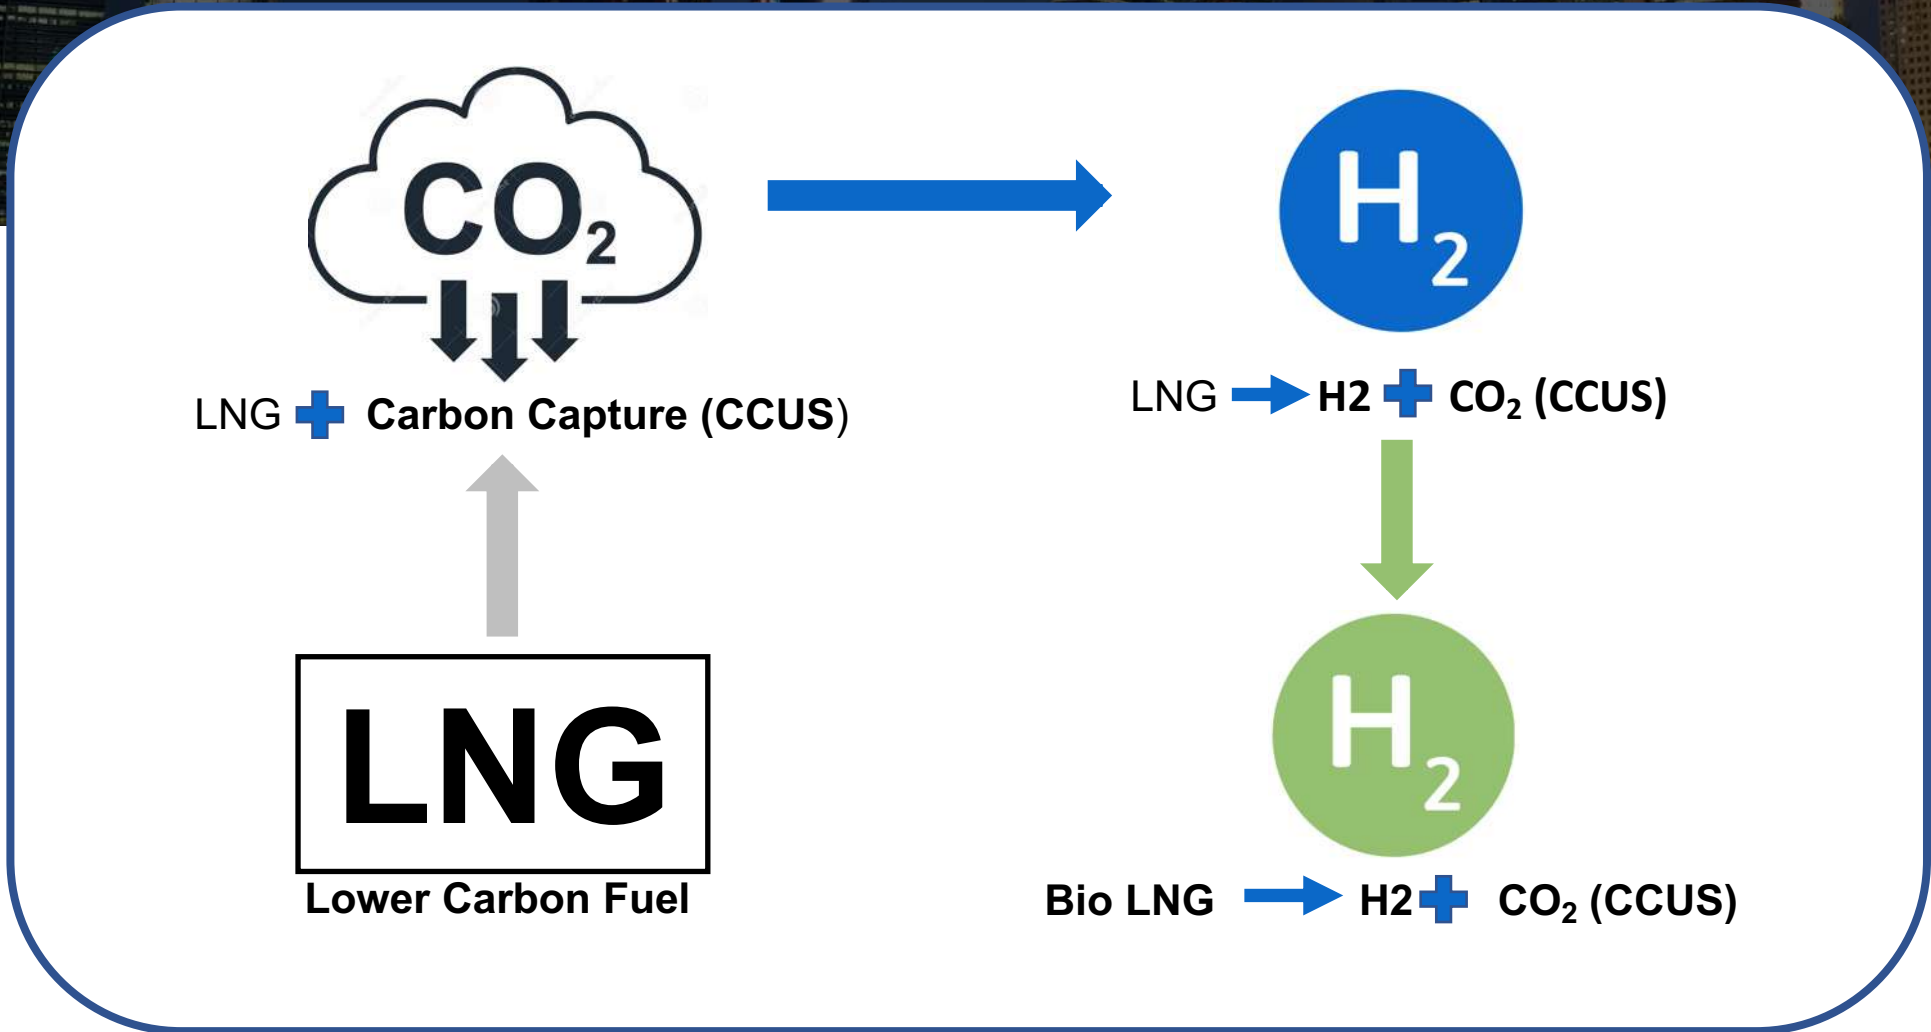 CO₂
LNG + Carbon Capture (CCUS)
H₂
LNG → H2 + CO₂ (CCUS)
LNG
Lower Carbon Fuel
H₂
Bio LNG → H2 + CO₂ (CCUS)